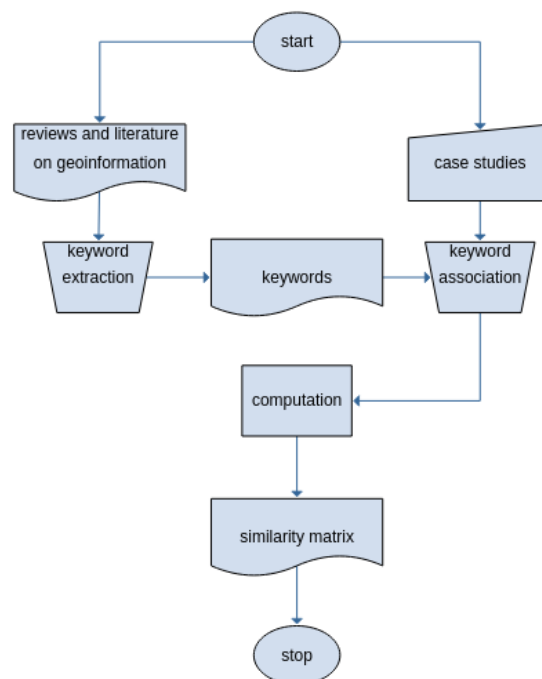 start
reviews and literature
on geoinformation
case studies
keyword
extraction
keywords
keyword
association
computation
similarity matrix
stop